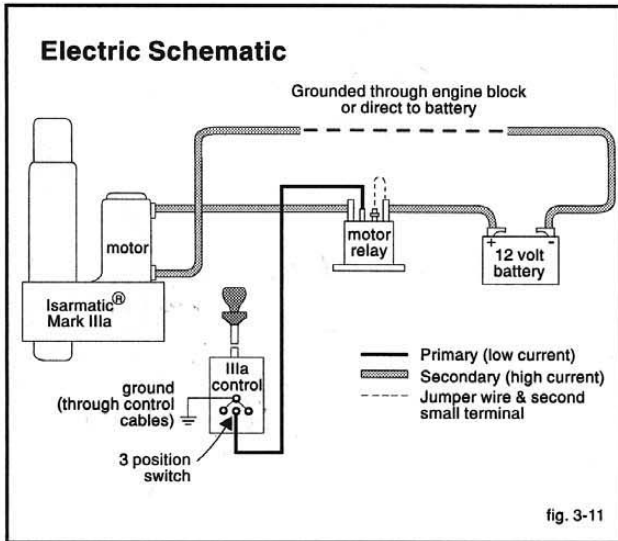 Electric Schematic
Grounded through engine block
or direct to battery
motor
motor
relay
+ -
12 volt
battery
Isarmatic®
Mark IIIa
IIIa
control
ground
(through control
cables)
3 position
switch
Primary (low current)
Secondary (high current)
Jumper wire & second
small terminal
fig. 3-11